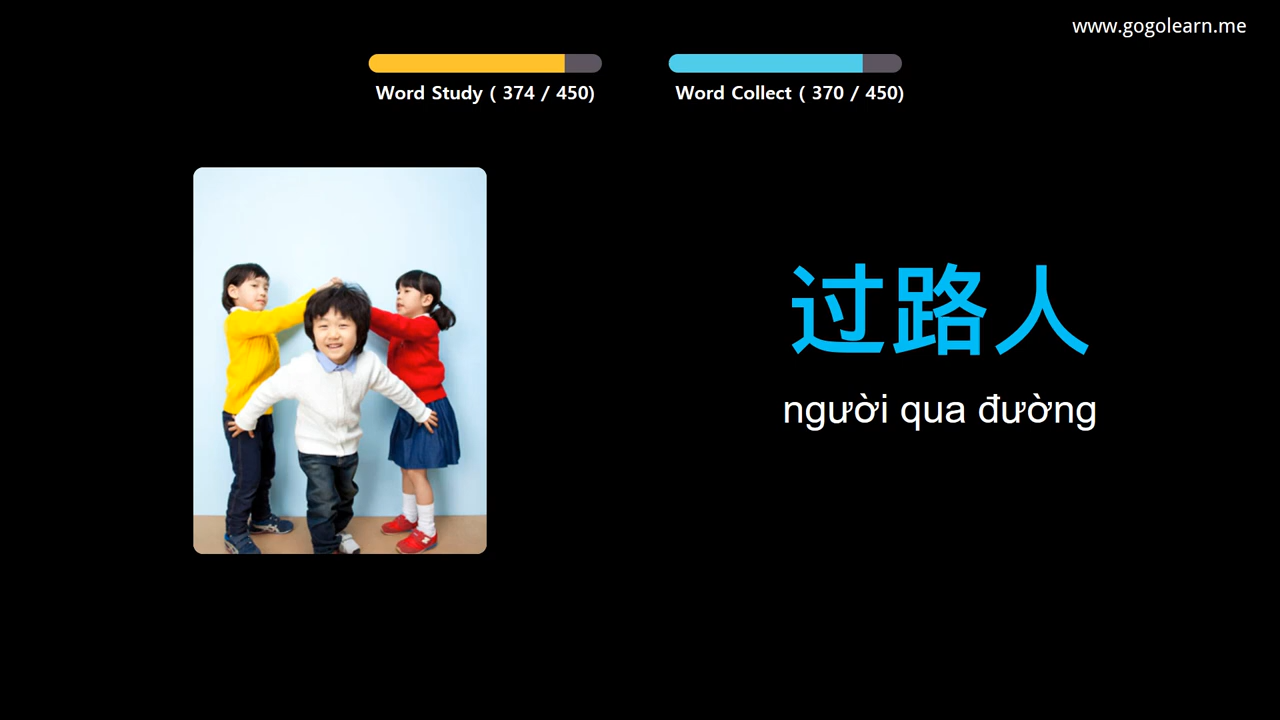 www.gogolearn.me
Word Study ( 374 / 450)
Word Collect ( 370 / 450)
过路人
người qua đường